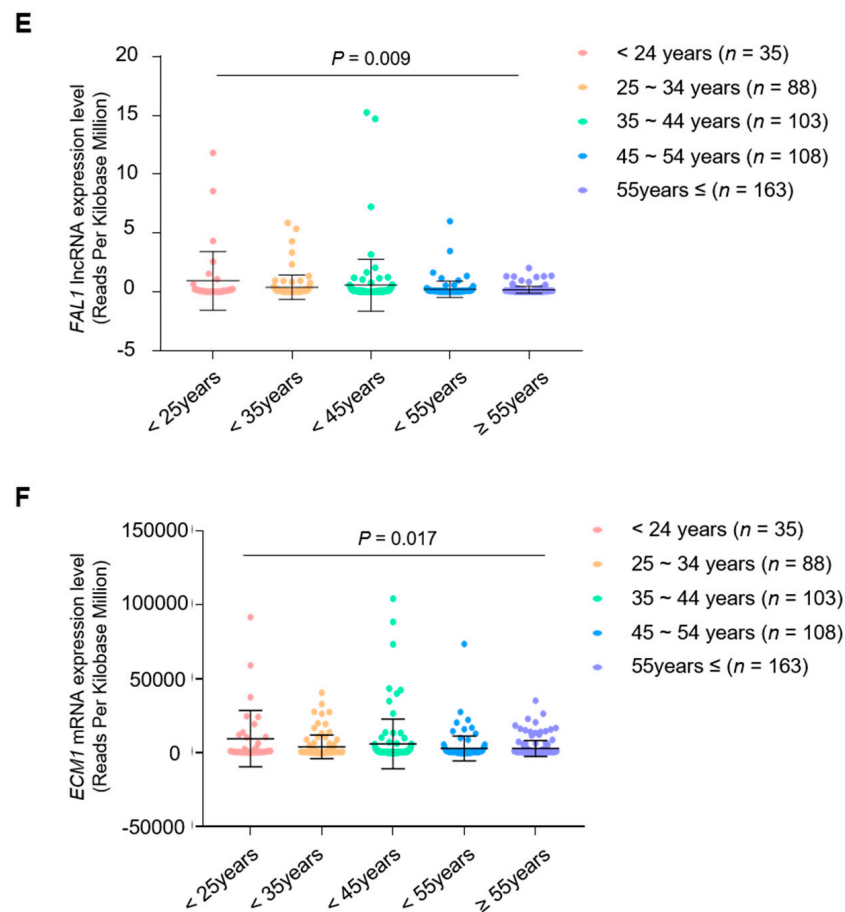 E
FAL1 lncRNA expression level
(Reads Per Kilobase Million)
20
15
10
5
0
-5
P = 0.009
< 25years
< 35years
< 45years
< 55years
≥ 55years
< 24 years (n = 35)
25 ~ 34 years (n = 88)
35 ~ 44 years (n = 103)
45 ~ 54 years (n = 108)
55years ≤ (n = 163)
F
ECM1 mRNA expression level
(Reads Per Kilobase Million)
150000
100000
50000
0
-50000
P = 0.017
< 25years
< 35years
< 45years
< 55years
≥ 55years
< 24 years (n = 35)
25 ~ 34 years (n = 88)
35 ~ 44 years (n = 103)
45 ~ 54 years (n = 108)
55years ≤ (n = 163)